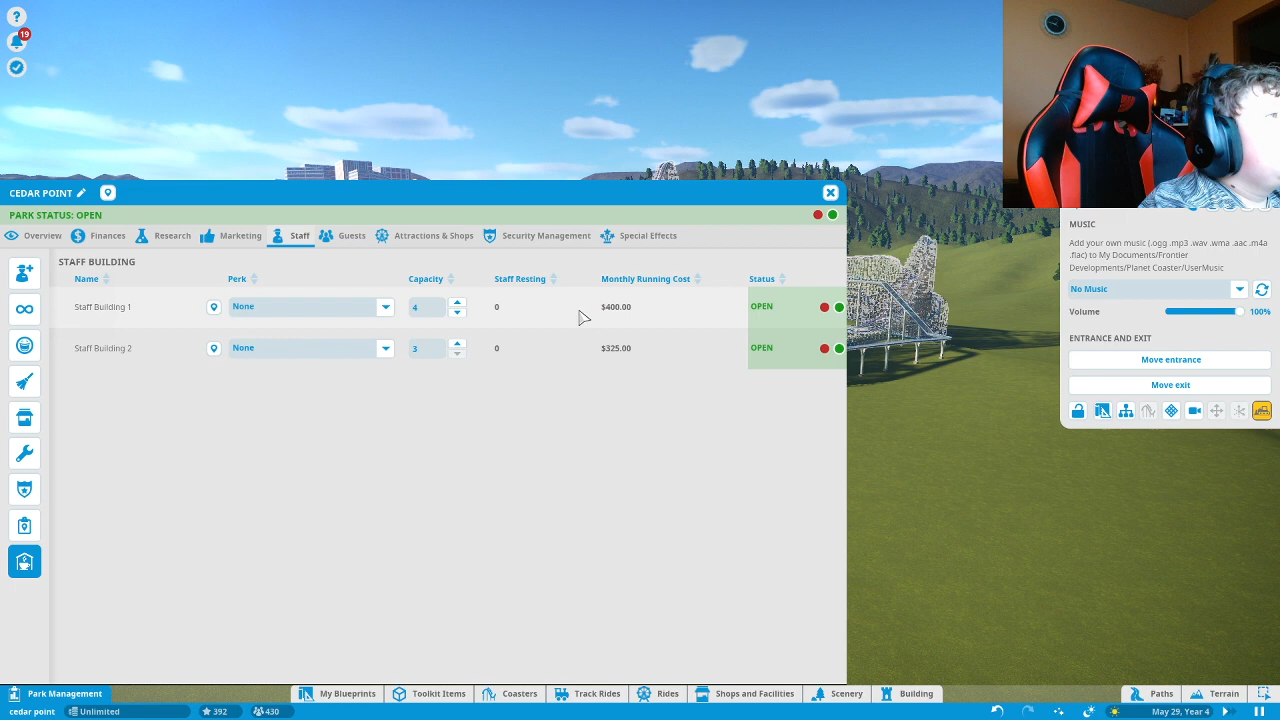 ?
19
CEDAR POINT
PARK STATUS: OPEN
Overview Finances Research Marketing Staff Guests Attractions & Shops Security Management Special Effects
STAFF BUILDING
Name Perk Capacity Staff Resting Monthly Running Cost Status
Staff Building 1 None 4 0 $400.00 OPEN
Staff Building 2 None 3 0 $325.00 OPEN
MUSIC
Add your own music (.ogg .mp3 .wav .wma .aac .m4a
.flac) to My Documents/Frontier
Developments/Planet Coaster/UserMusic
No Music
Volume 100%
ENTRANCE AND EXIT
Move entrance
Move exit
Park Management My Blueprints Toolkit Items Coasters Track Rides Rides Shops and Facilities Scenery Building Paths Terrain
cedar point Unlimited 392 430 May 29, Year 4